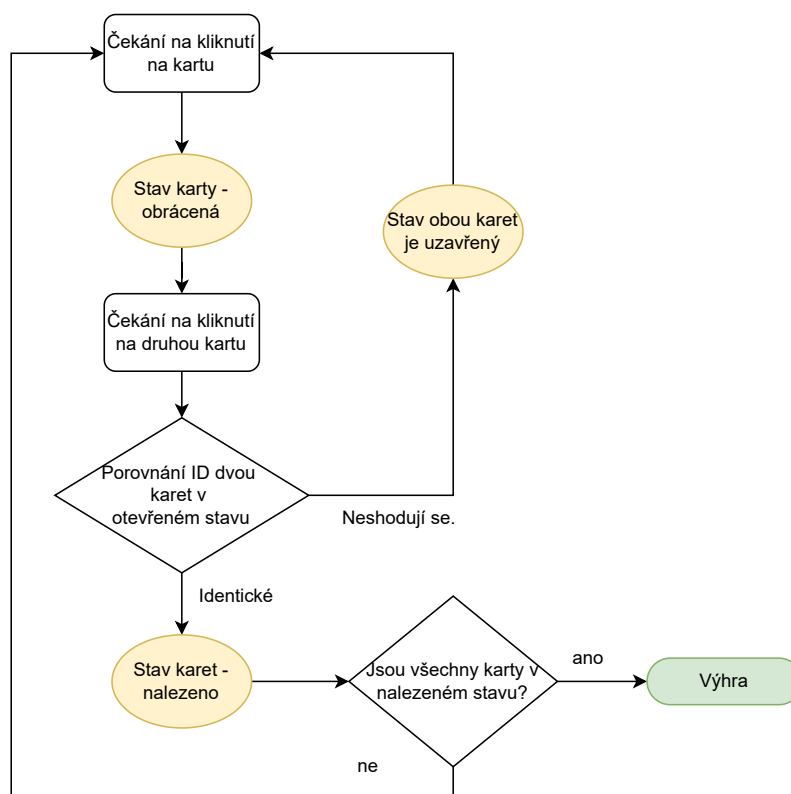 Čekání na kliknutí
na kartu
Stav karty -
obrácená
Stav obou karet
je uzavřený
Čekání na kliknutí
na druhou kartu
Porovnání ID dvou
karet v
otevřeném stavu
Neshodují se.
Identické
Stav karet -
nalezeno
Jsou všechny karty v
nalezeném stavu?
ano
Výhra
ne